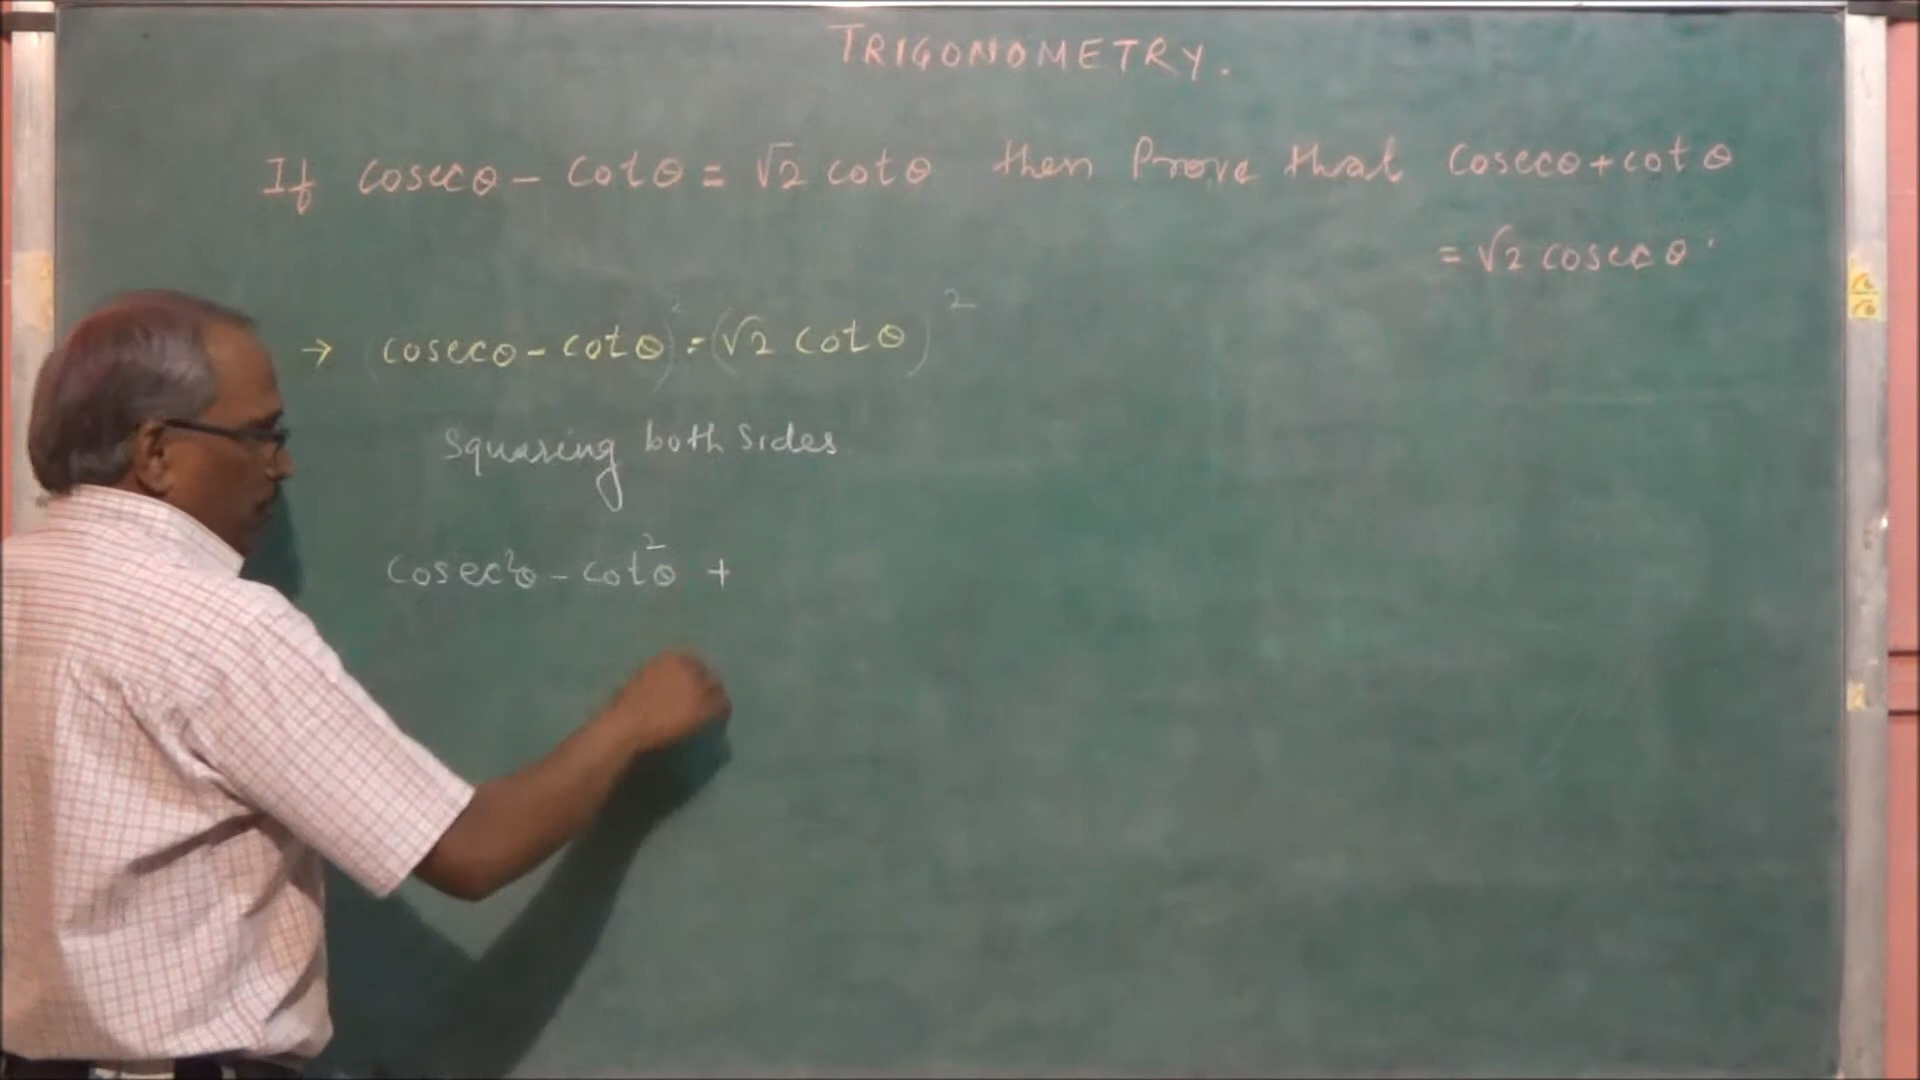 TRIGONOMETRY.
If cosecθ - cotθ = √2 cotθ then Prove that cosecθ + cotθ
= √2 cosecθ.
→ (cosecθ - cotθ)² = (√2 cotθ)²
Squaring both sides
cosec²θ - cot²θ +